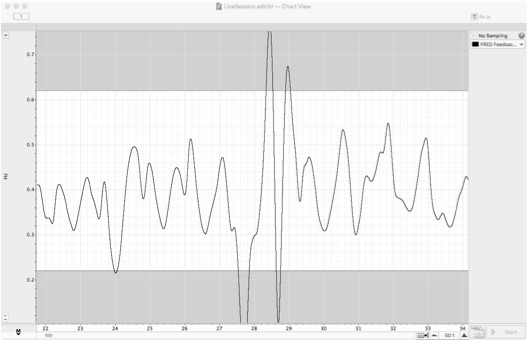 LiveSession.adicht — Chart View
1
4k /s
No Sampling
FRED Feedbac...
0.7
0.6
0.5
0.4
0.3
0.2
Hz
22 23 24 25 26 27 28 29 30 31 32 33 34
50:1
Start